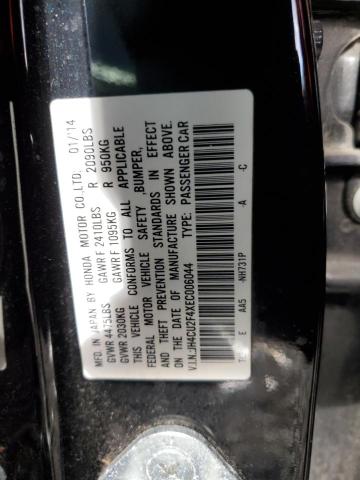 MFD. IN JAPAN BY HONDA MOTOR CO.,LTD. 01/14
GVWR 4475LBS GAWR F 2410LBS R 2090LBS
GVWR 2030KG GAWR F 1095KG R 950KG
THIS VEHICLE CONFORMS TO ALL APPLICABLE
FEDERAL MOTOR VEHICLE SAFETY ,BUMPER,
AND THEFT PREVENTION STANDARDS IN EFFECT
ON THE DATE OF MANUFACTURE SHOWN ABOVE.
V.I.N.:JH4CU2F4XEC006044 TYPE: PASSENGER CAR
E AA5 -NH731P -A -C